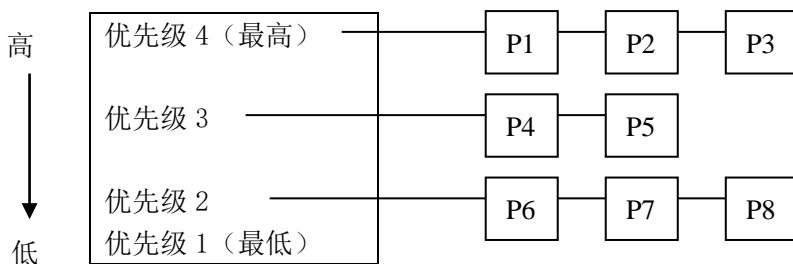 高
优先级 4（最高） P1 P2 P3
优先级 3 P4 P5
优先级 2 P6 P7 P8
优先级 1（最低）
低